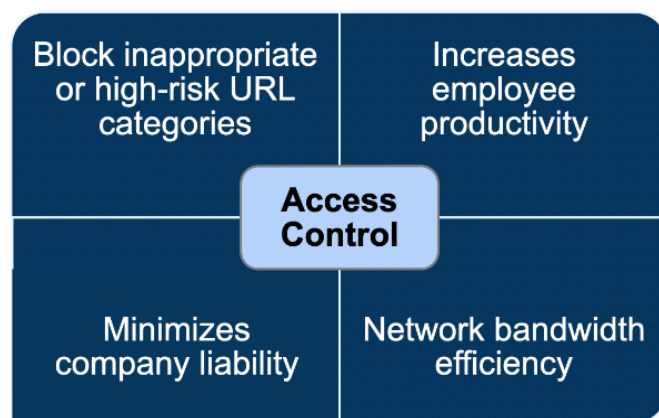 Block inappropriate
or high-risk URL
categories
Increases
employee
productivity
Access
Control
Minimizes
company liability
Network bandwidth
efficiency